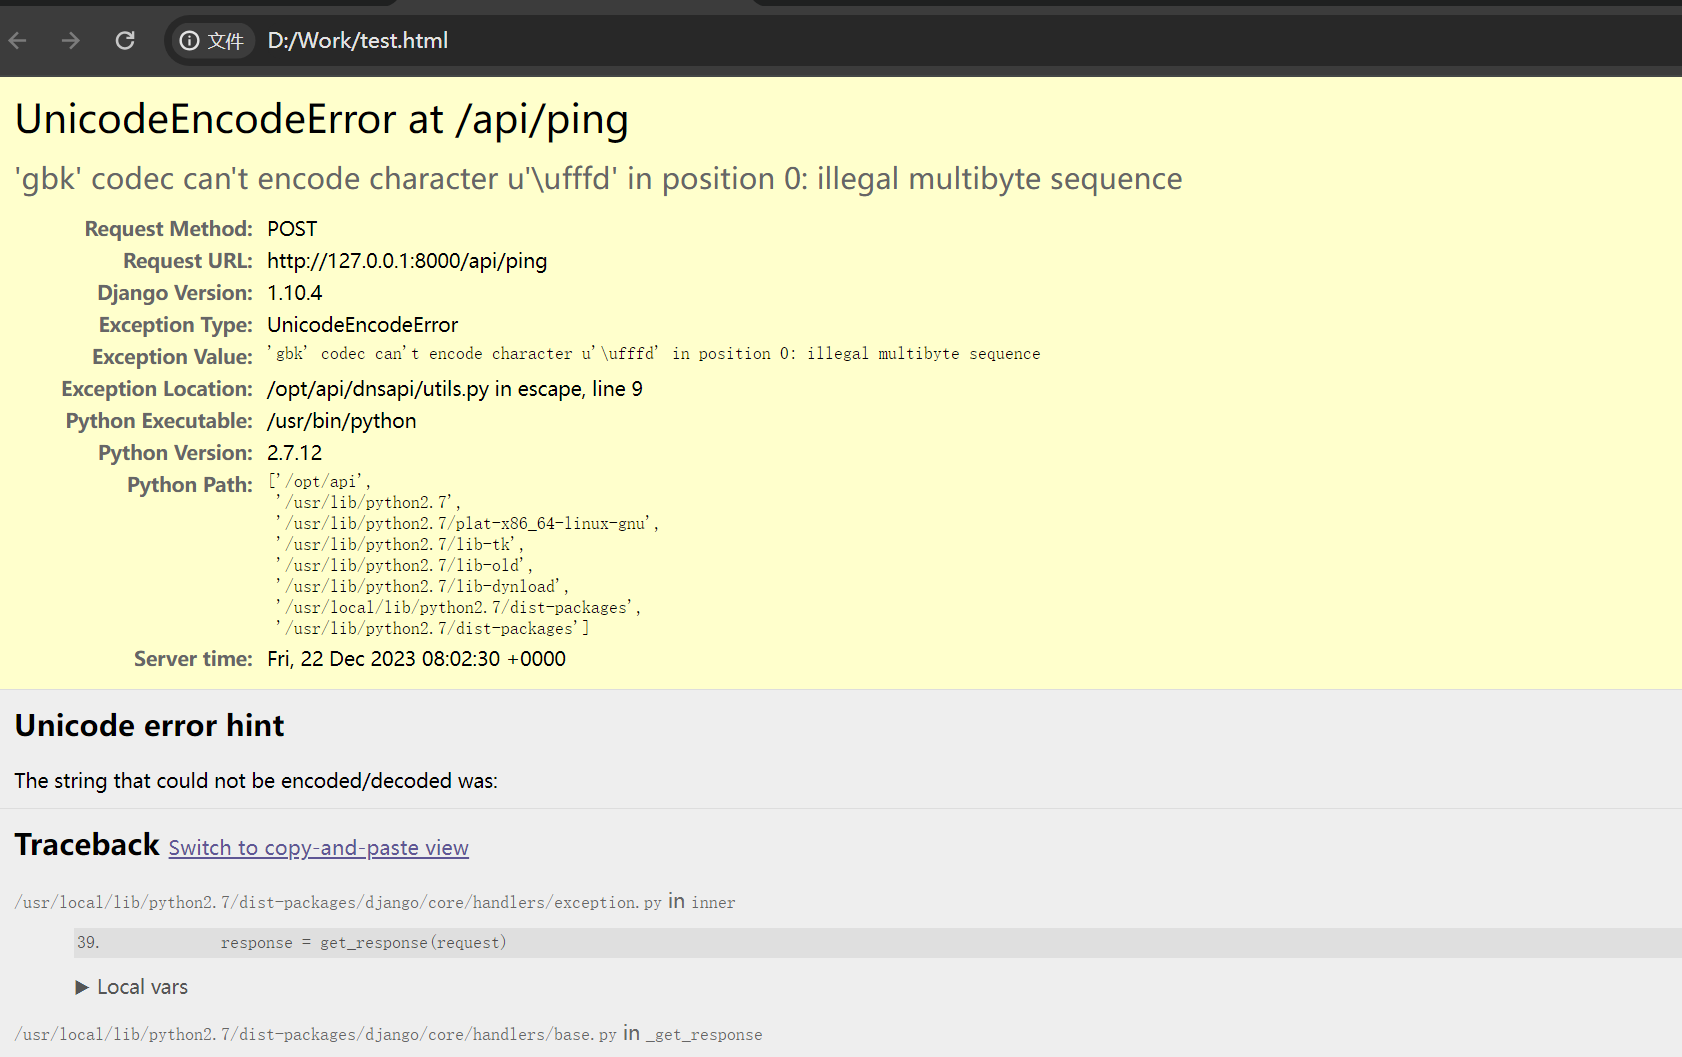 文件 D:/Work/test.html
UnicodeEncodeError at /api/ping
'gbk' codec can't encode character u'\ufffd' in position 0: illegal multibyte sequence
Request Method: POST
Request URL: http://127.0.0.1:8000/api/ping
Django Version: 1.10.4
Exception Type: UnicodeEncodeError
Exception Value: 'gbk' codec can't encode character u'\ufffd' in position 0: illegal multibyte sequence
Exception Location: /opt/api/dnsapi/utils.py in escape, line 9
Python Executable: /usr/bin/python
Python Version: 2.7.12
Python Path: ['/opt/api',
'/usr/lib/python2.7',
'/usr/lib/python2.7/plat-x86_64-linux-gnu',
'/usr/lib/python2.7/lib-tk',
'/usr/lib/python2.7/lib-old',
'/usr/lib/python2.7/lib-dynload',
'/usr/local/lib/python2.7/dist-packages',
'/usr/lib/python2.7/dist-packages']
Server time: Fri, 22 Dec 2023 08:02:30 +0000
Unicode error hint
The string that could not be encoded/decoded was:
Traceback Switch to copy-and-paste view
/usr/local/lib/python2.7/dist-packages/django/core/handlers/exception.py in inner
39. response = get_response(request)
▶ Local vars
/usr/local/lib/python2.7/dist-packages/django/core/handlers/base.py in _get_response